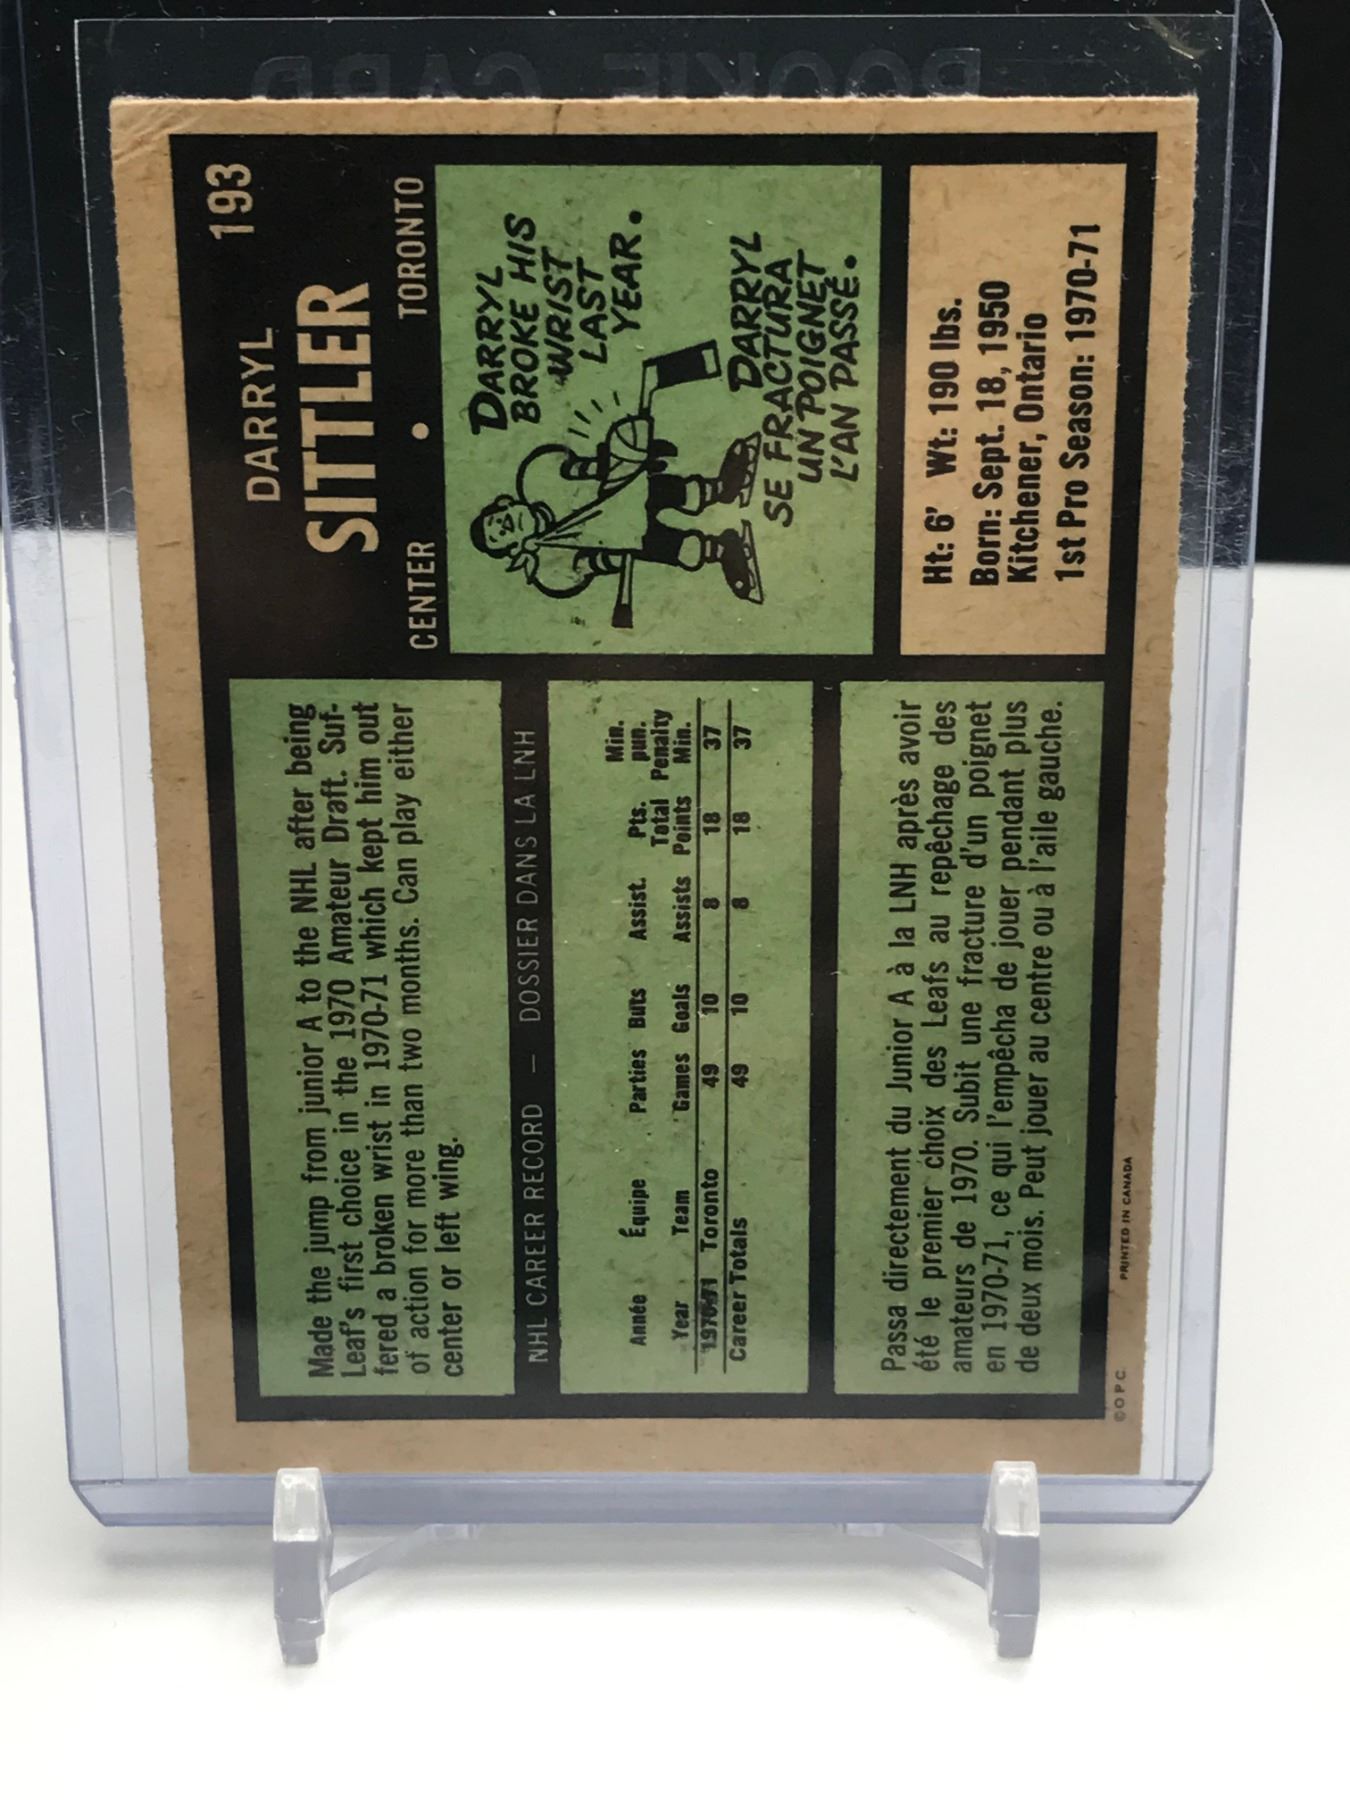 ROOKIE CARD
193
DARRYL
SITTLER
CENTER • TORONTO
Made the jump from junior A to the NHL after being
Leaf's first choice in the 1970 Amateur Draft. Suf-
fered a broken wrist in 1970-71 which kept him out
of action for more than two months. Can play either
center or left wing.
DARRYL
BROKE HIS
WRIST
LAST
YEAR.
DARRYL
SE FRACTURA
UN POIGNET
L'AN PASSÉ.
NHL CAREER RECORD — DOSSIER DANS LA LNH
Min.
Pts. pun.
Année Équipe Parties Buts Assist. Total Penalty
Year Team Games Goals Assists Points Min.
1970-71 Toronto 49 10 8 18 37
Career Totals 49 10 8 18 37
Passa directement du Junior A à la LNH après avoir
été le premier choix des Leafs au repêchage des
amateurs de 1970. Subit une fracture d'un poignet
en 1970-71, ce qui l'empêcha de jouer pendant plus
de deux mois. Peut jouer au centre ou à l'aile gauche.
Ht: 6' Wt: 190 lbs.
Born: Sept. 18, 1950
Kitchener, Ontario
1st Pro Season: 1970-71
©O.P.C. PRINTED IN CANADA